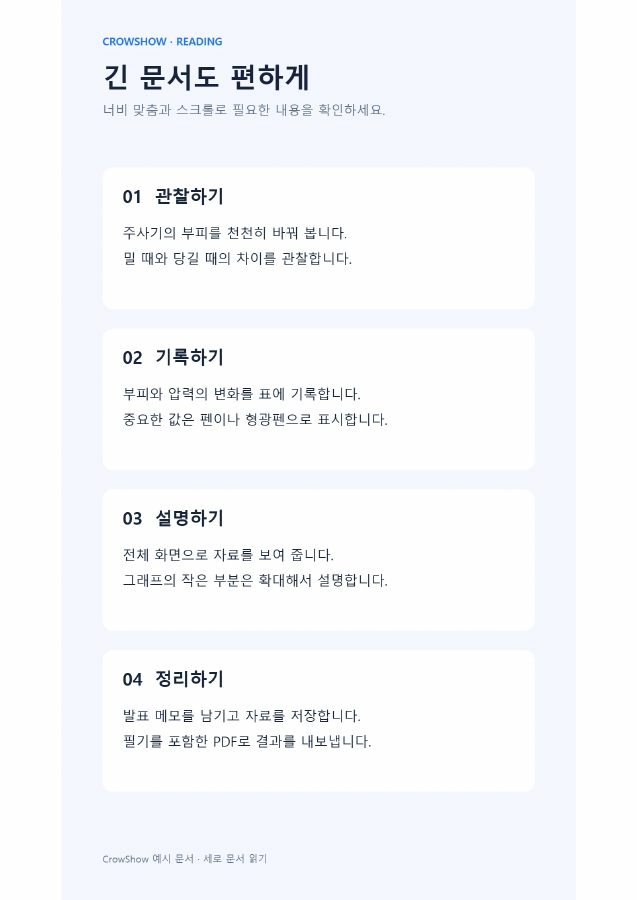 CROWSHOW · READING
긴 문서도 편하게
너비 맞춤과 스크롤로 필요한 내용을 확인하세요.
01 관찰하기
주사기의 부피를 천천히 바꿔 봅니다.
밀 때와 당길 때의 차이를 관찰합니다.
02 기록하기
부피와 압력의 변화를 표에 기록합니다.
중요한 값은 펜이나 형광펜으로 표시합니다.
03 설명하기
전체 화면으로 자료를 보여 줍니다.
그래프의 작은 부분은 확대해서 설명합니다.
04 정리하기
발표 메모를 남기고 자료를 저장합니다.
필기를 포함한 PDF로 결과를 내보냅니다.
CrowShow 예시 문서 · 세로 문서 읽기